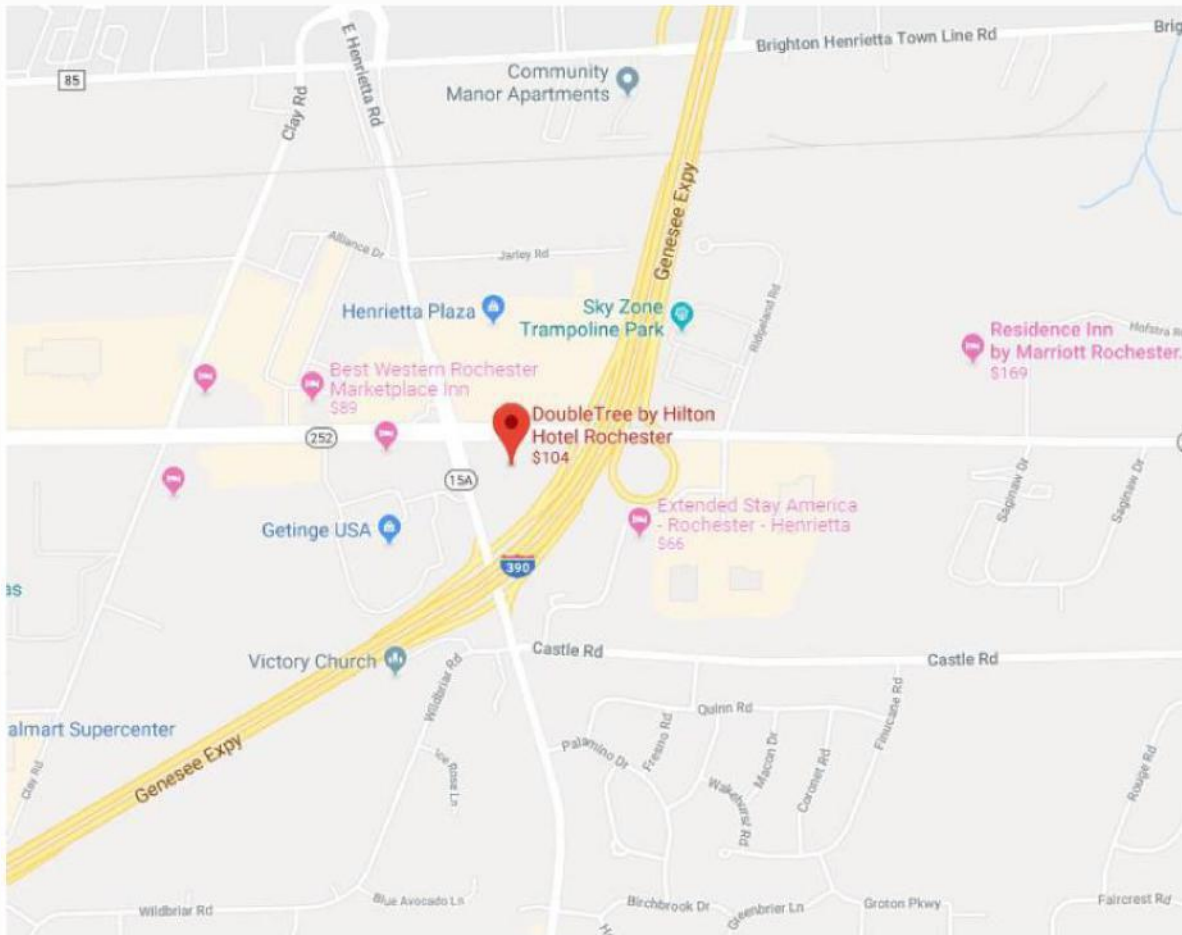 E Henrietta Rd
Brighton Henrietta Town Line Rd
Brig
85
Community
Manor Apartments
Clay Rd
Genesee Expy
Alliance Dr
Jarley Rd
Henrietta Plaza
Sky Zone
Trampoline Park
Ridgeland Rd
Residence Inn
by Marriott Rochester.
$169
Hofstra Rd
Best Western Rochester
Marketplace Inn
$89
DoubleTree by Hilton
Hotel Rochester
$104
252
15A
Getinge USA
Extended Stay America
- Rochester - Henrietta
$66
Saginaw Dr
Saginaw Dr
390
as
Victory Church
Castle Rd
Castle Rd
Wildbriar Rd
almart Supercenter
Genesee Expy
Clay Rd
Ice Rose Ln
Quinn Rd
Palamino Dr
Fresno Rd
Macon Dr
Wakehurst Rd
Coronet Rd
Finucane Rd
Rouge Rd
Wildbriar Rd
Blue Avocado Ln
Birchbrook Dr
Greenbrier Ln
Groton Pkwy
Faircrest Rd